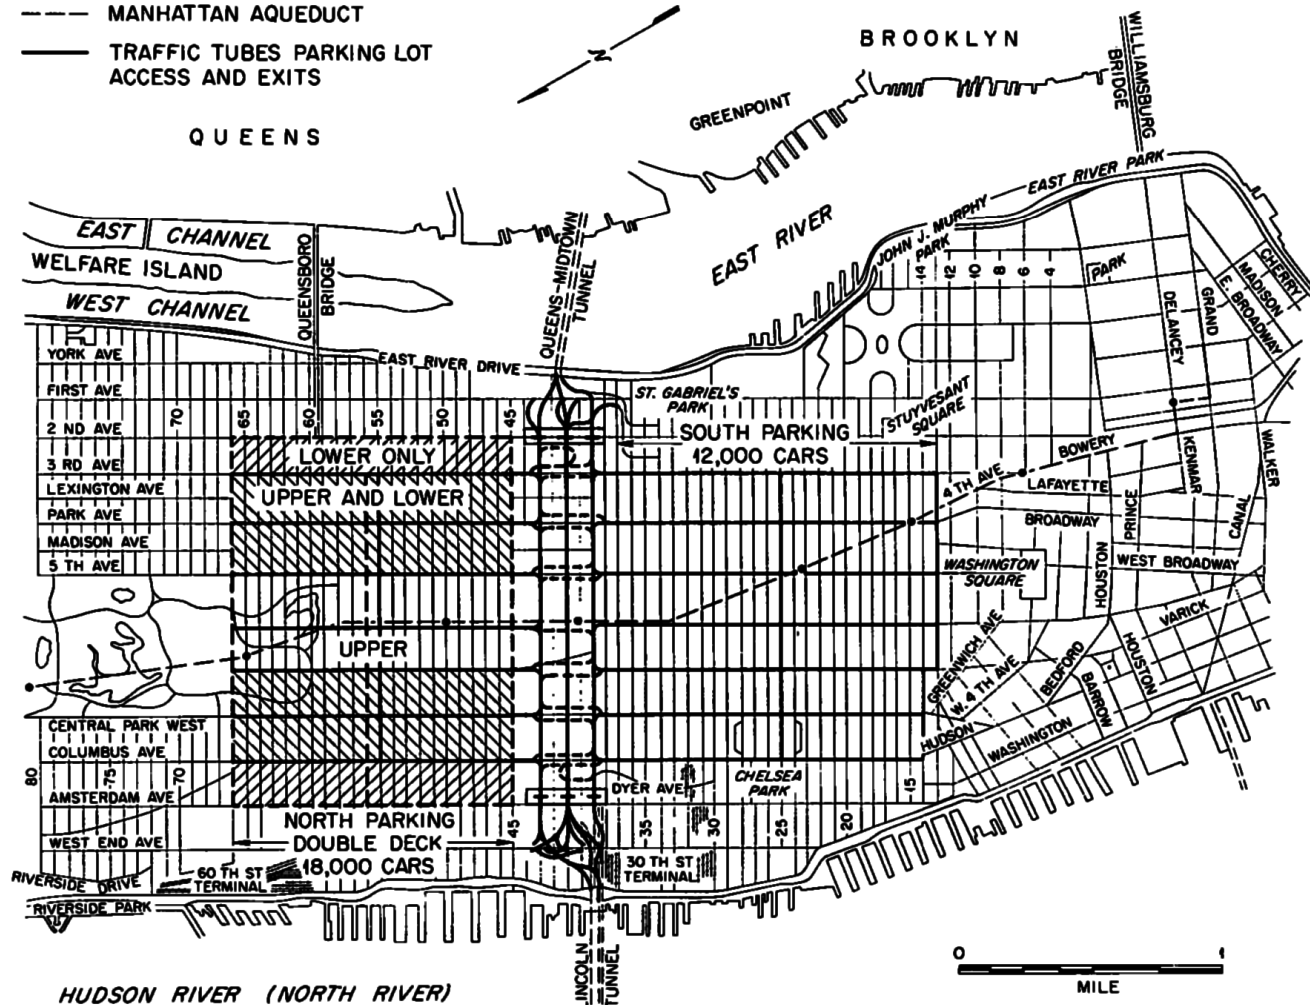 MANHATTAN AQUEDUCT
TRAFFIC TUBES PARKING LOT
ACCESS AND EXITS
N
BROOKLYN
WILLIAMSBURG
BRIDGE
QUEENS
GREENPOINT
EAST RIVER PARK
EAST RIVER
JOHN J. MURPHY
PARK
EAST CHANNEL
WELFARE ISLAND
WEST CHANNEL
QUEENSBORO
BRIDGE
QUEENS-MIDTOWN
TUNNEL
14 12 10 8 6 4
PARK
DELANCEY
GRAND
CHERRY
MADISON
E. BROADWAY
YORK AVE
EAST RIVER DRIVE
FIRST AVE
ST. GABRIEL'S
PARK
STUYVESANT
SQUARE
70 65 60 55 50 45
2 ND AVE
SOUTH PARKING
12,000 CARS
LOWER ONLY
3 RD AVE
4 TH AVE
BOWERY
KENMAR
WALKER
LEXINGTON AVE
UPPER AND LOWER
LAFAYETTE
PARK AVE
BROADWAY
PRINCE
CANAL
MADISON AVE
5 TH AVE
WASHINGTON
SQUARE
HOUSTON
WEST BROADWAY
VARICK
UPPER
GREENWICH AVE
W. 4 TH AVE
BEDFORD
BARROW
HOUSTON
CENTRAL PARK WEST
HUDSON
WASHINGTON
COLUMBUS AVE
80 75 70
DYER AVE
CHELSEA
PARK
15
AMSTERDAM AVE
NORTH PARKING
DOUBLE DECK
18,000 CARS
45 35 30 25 20
WEST END AVE
60 TH ST
TERMINAL
30 TH ST
TERMINAL
RIVERSIDE DRIVE
RIVERSIDE PARK
LINCOLN
TUNNEL
0 1
MILE
HUDSON RIVER (NORTH RIVER)